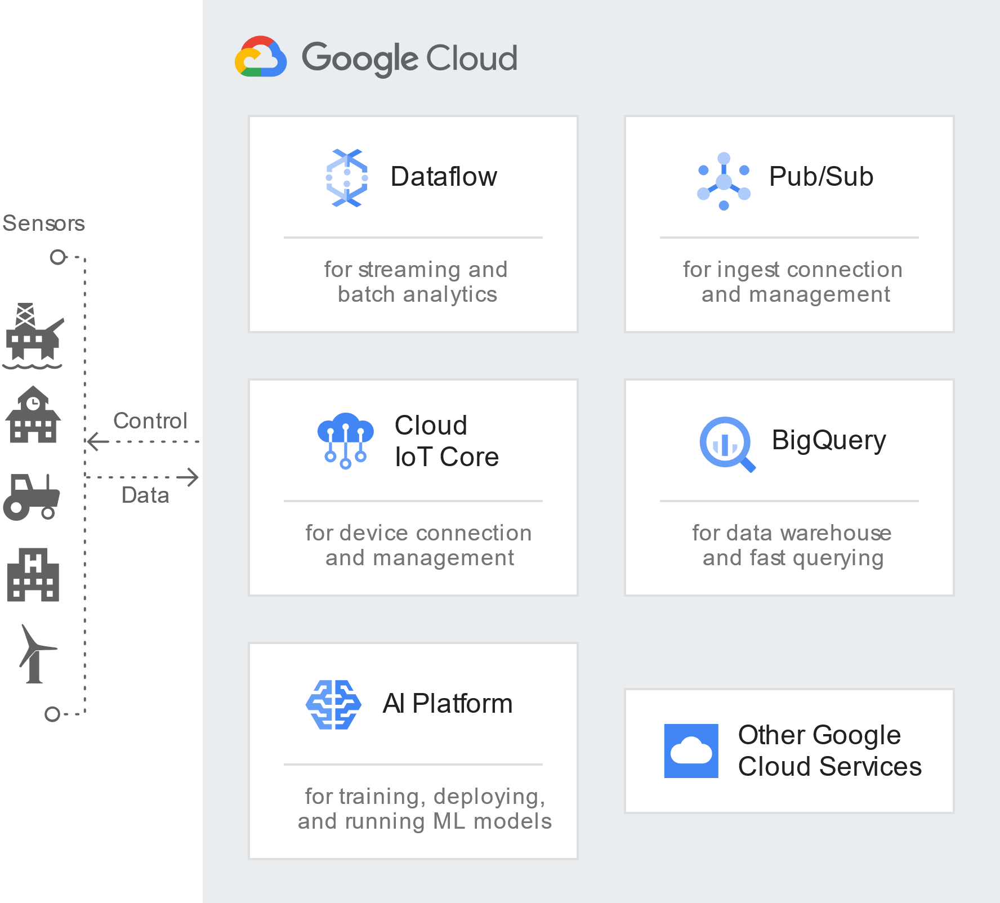 Google Cloud
Sensors
Control
Data
Dataflow
for streaming and
batch analytics
Pub/Sub
for ingest connection
and management
Cloud
IoT Core
for device connection
and management
BigQuery
for data warehouse
and fast querying
AI Platform
for training, deploying,
and running ML models
Other Google
Cloud Services
H